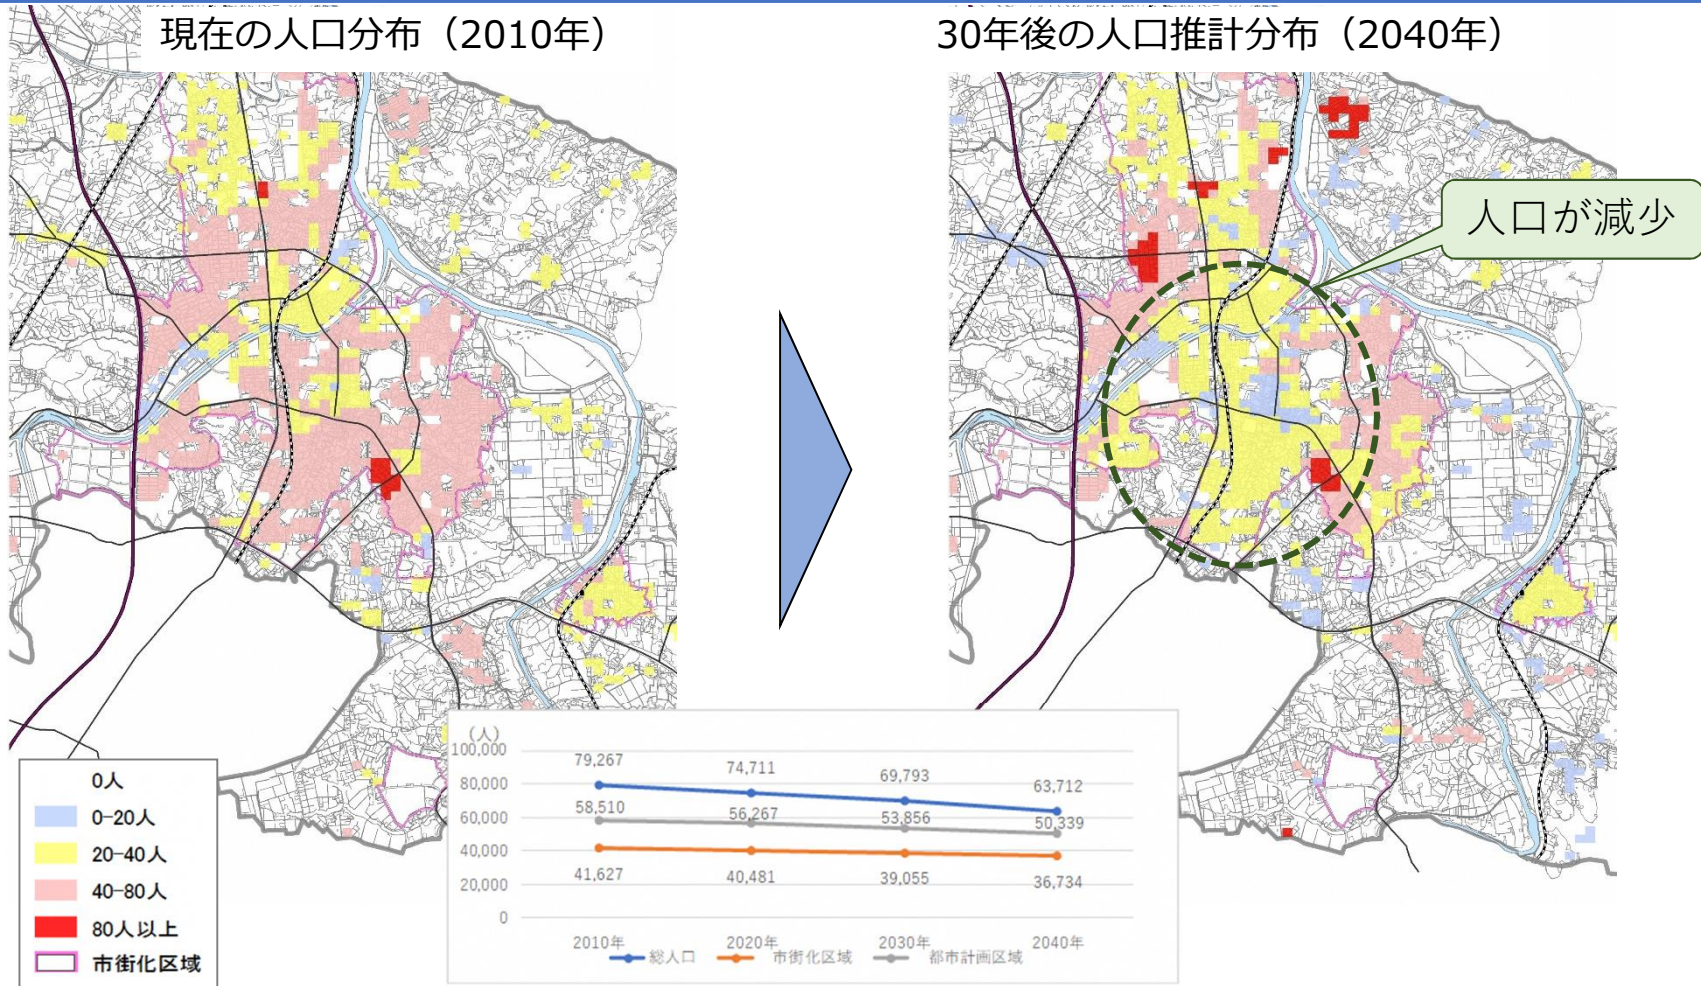 現在の人口分布（2010年）
30年後の人口推計分布（2040年）
人口が減少
0人
0-20人
20-40人
40-80人
80人以上
市街化区域
（人）
100,000
80,000
60,000
40,000
20,000
0
79,267
74,711
69,793
63,712
58,510
56,267
53,856
50,339
41,627
40,481
39,055
36,734
2010年
2020年
2030年
2040年
総人口
市街化区域
都市計画区域